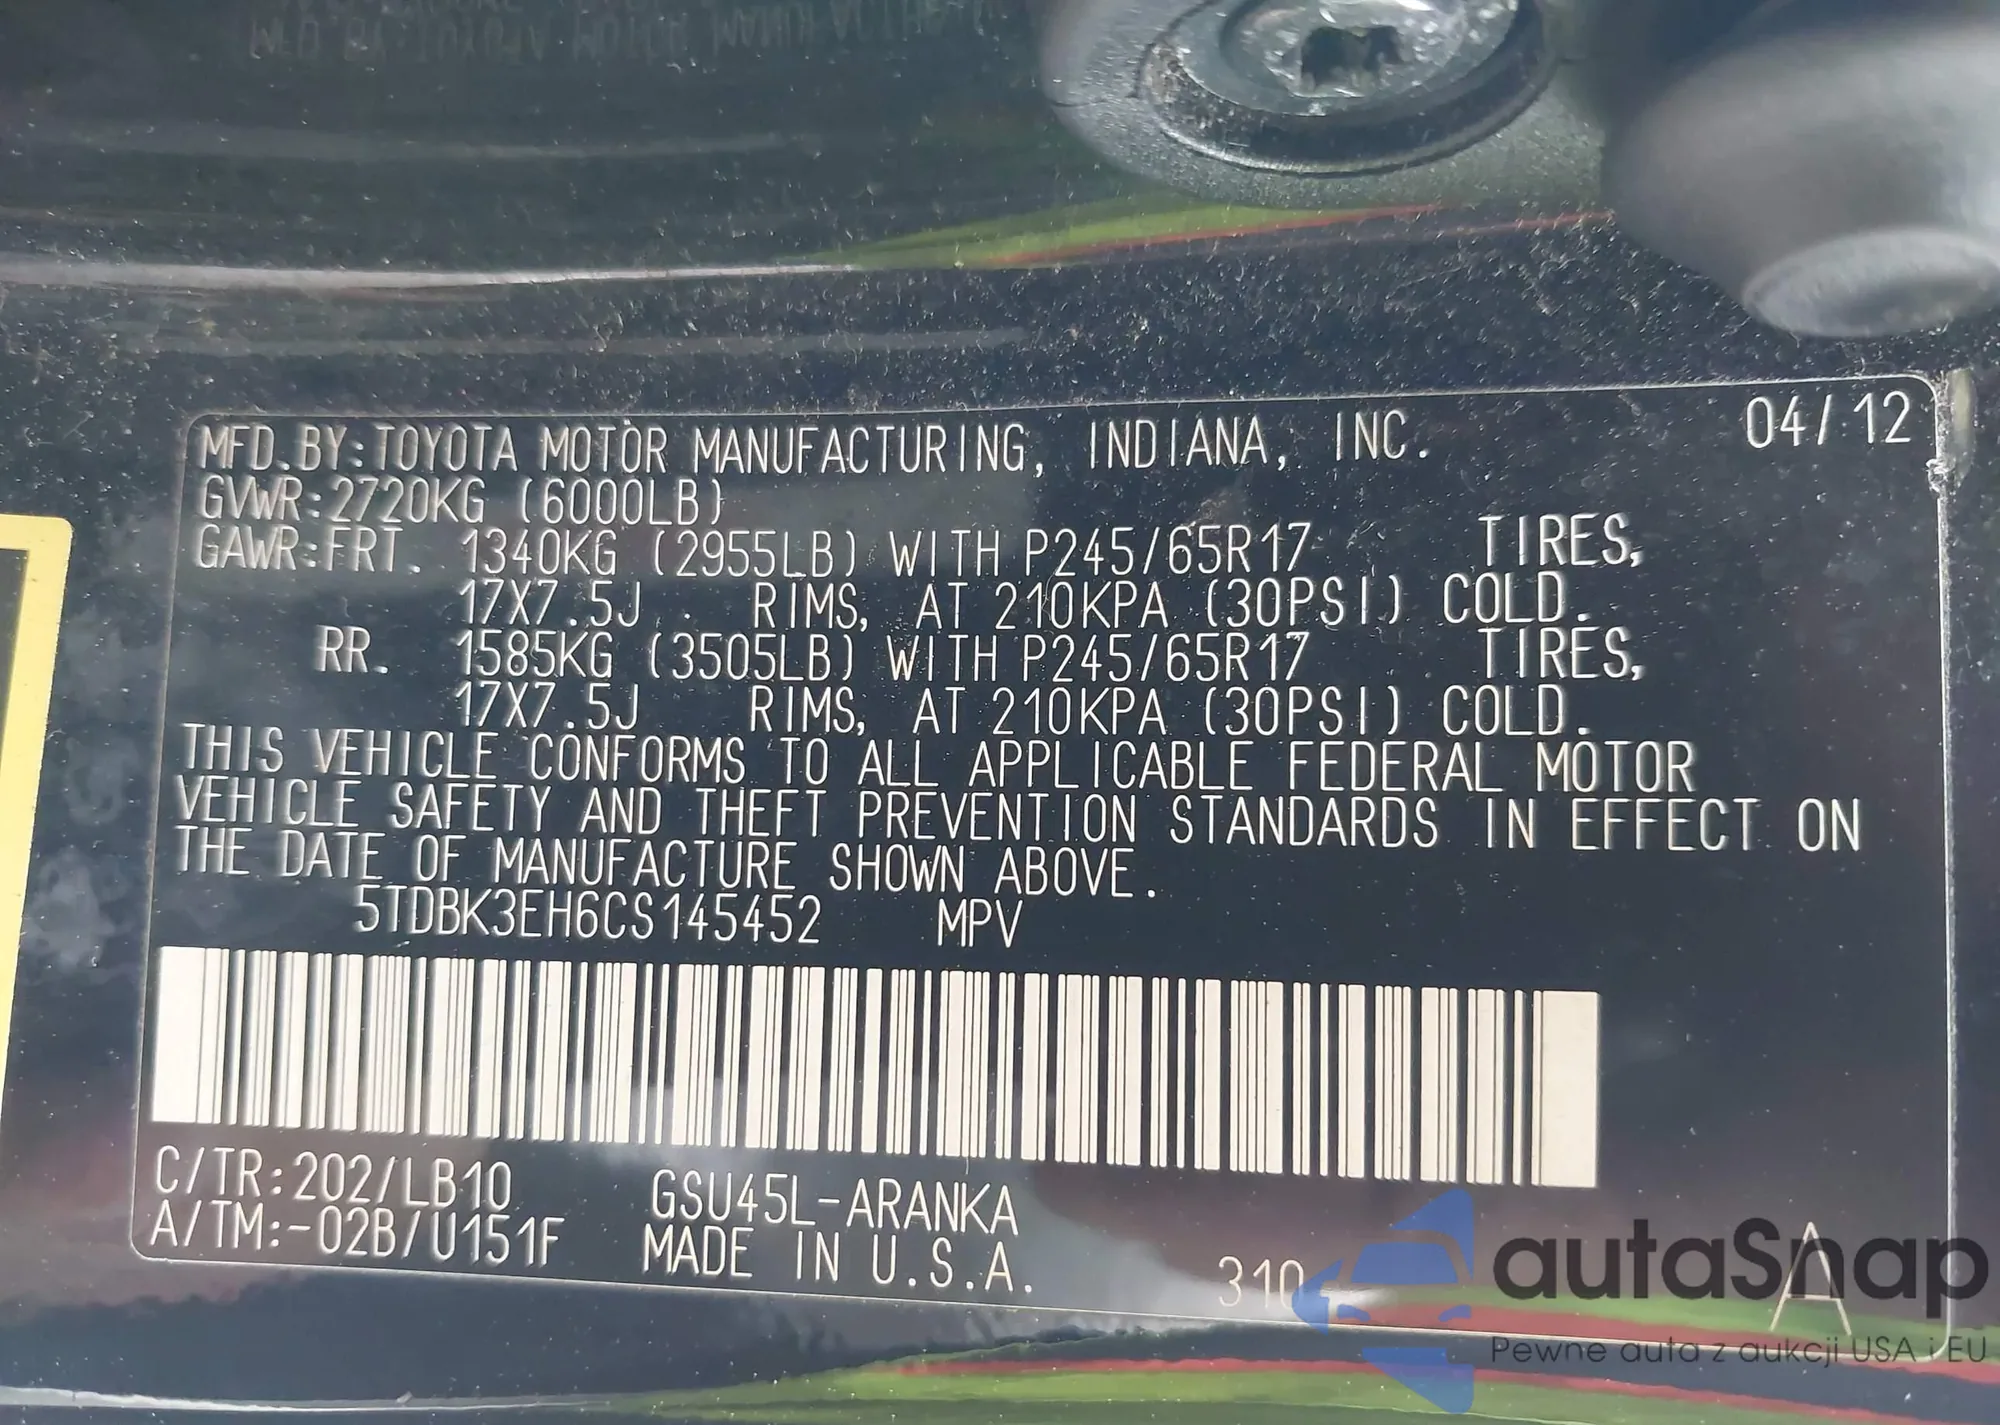 MFD.BY:TOYOTA MOTOR MANUFACTURING, INDIANA, INC. 04/12
GVWR:2720KG (6000LB)
GAWR:FRT. 1340KG (2955LB) WITH P245/65R17 TIRES,
17X7.5J RIMS, AT 210KPA (30PSI) COLD.
RR. 1585KG (3505LB) WITH P245/65R17 TIRES,
17X7.5J RIMS, AT 210KPA (30PSI) COLD.
THIS VEHICLE CONFORMS TO ALL APPLICABLE FEDERAL MOTOR
VEHICLE SAFETY AND THEFT PREVENTION STANDARDS IN EFFECT ON
THE DATE OF MANUFACTURE SHOWN ABOVE.
5TDBK3EH6CS145452 MPV
C/TR:202/LB10 GSU45L-ARANKA
A/TM:-02B/U151F MADE IN U.S.A. 310 A
autaSnap
Pewne auta z aukcji USA i EU